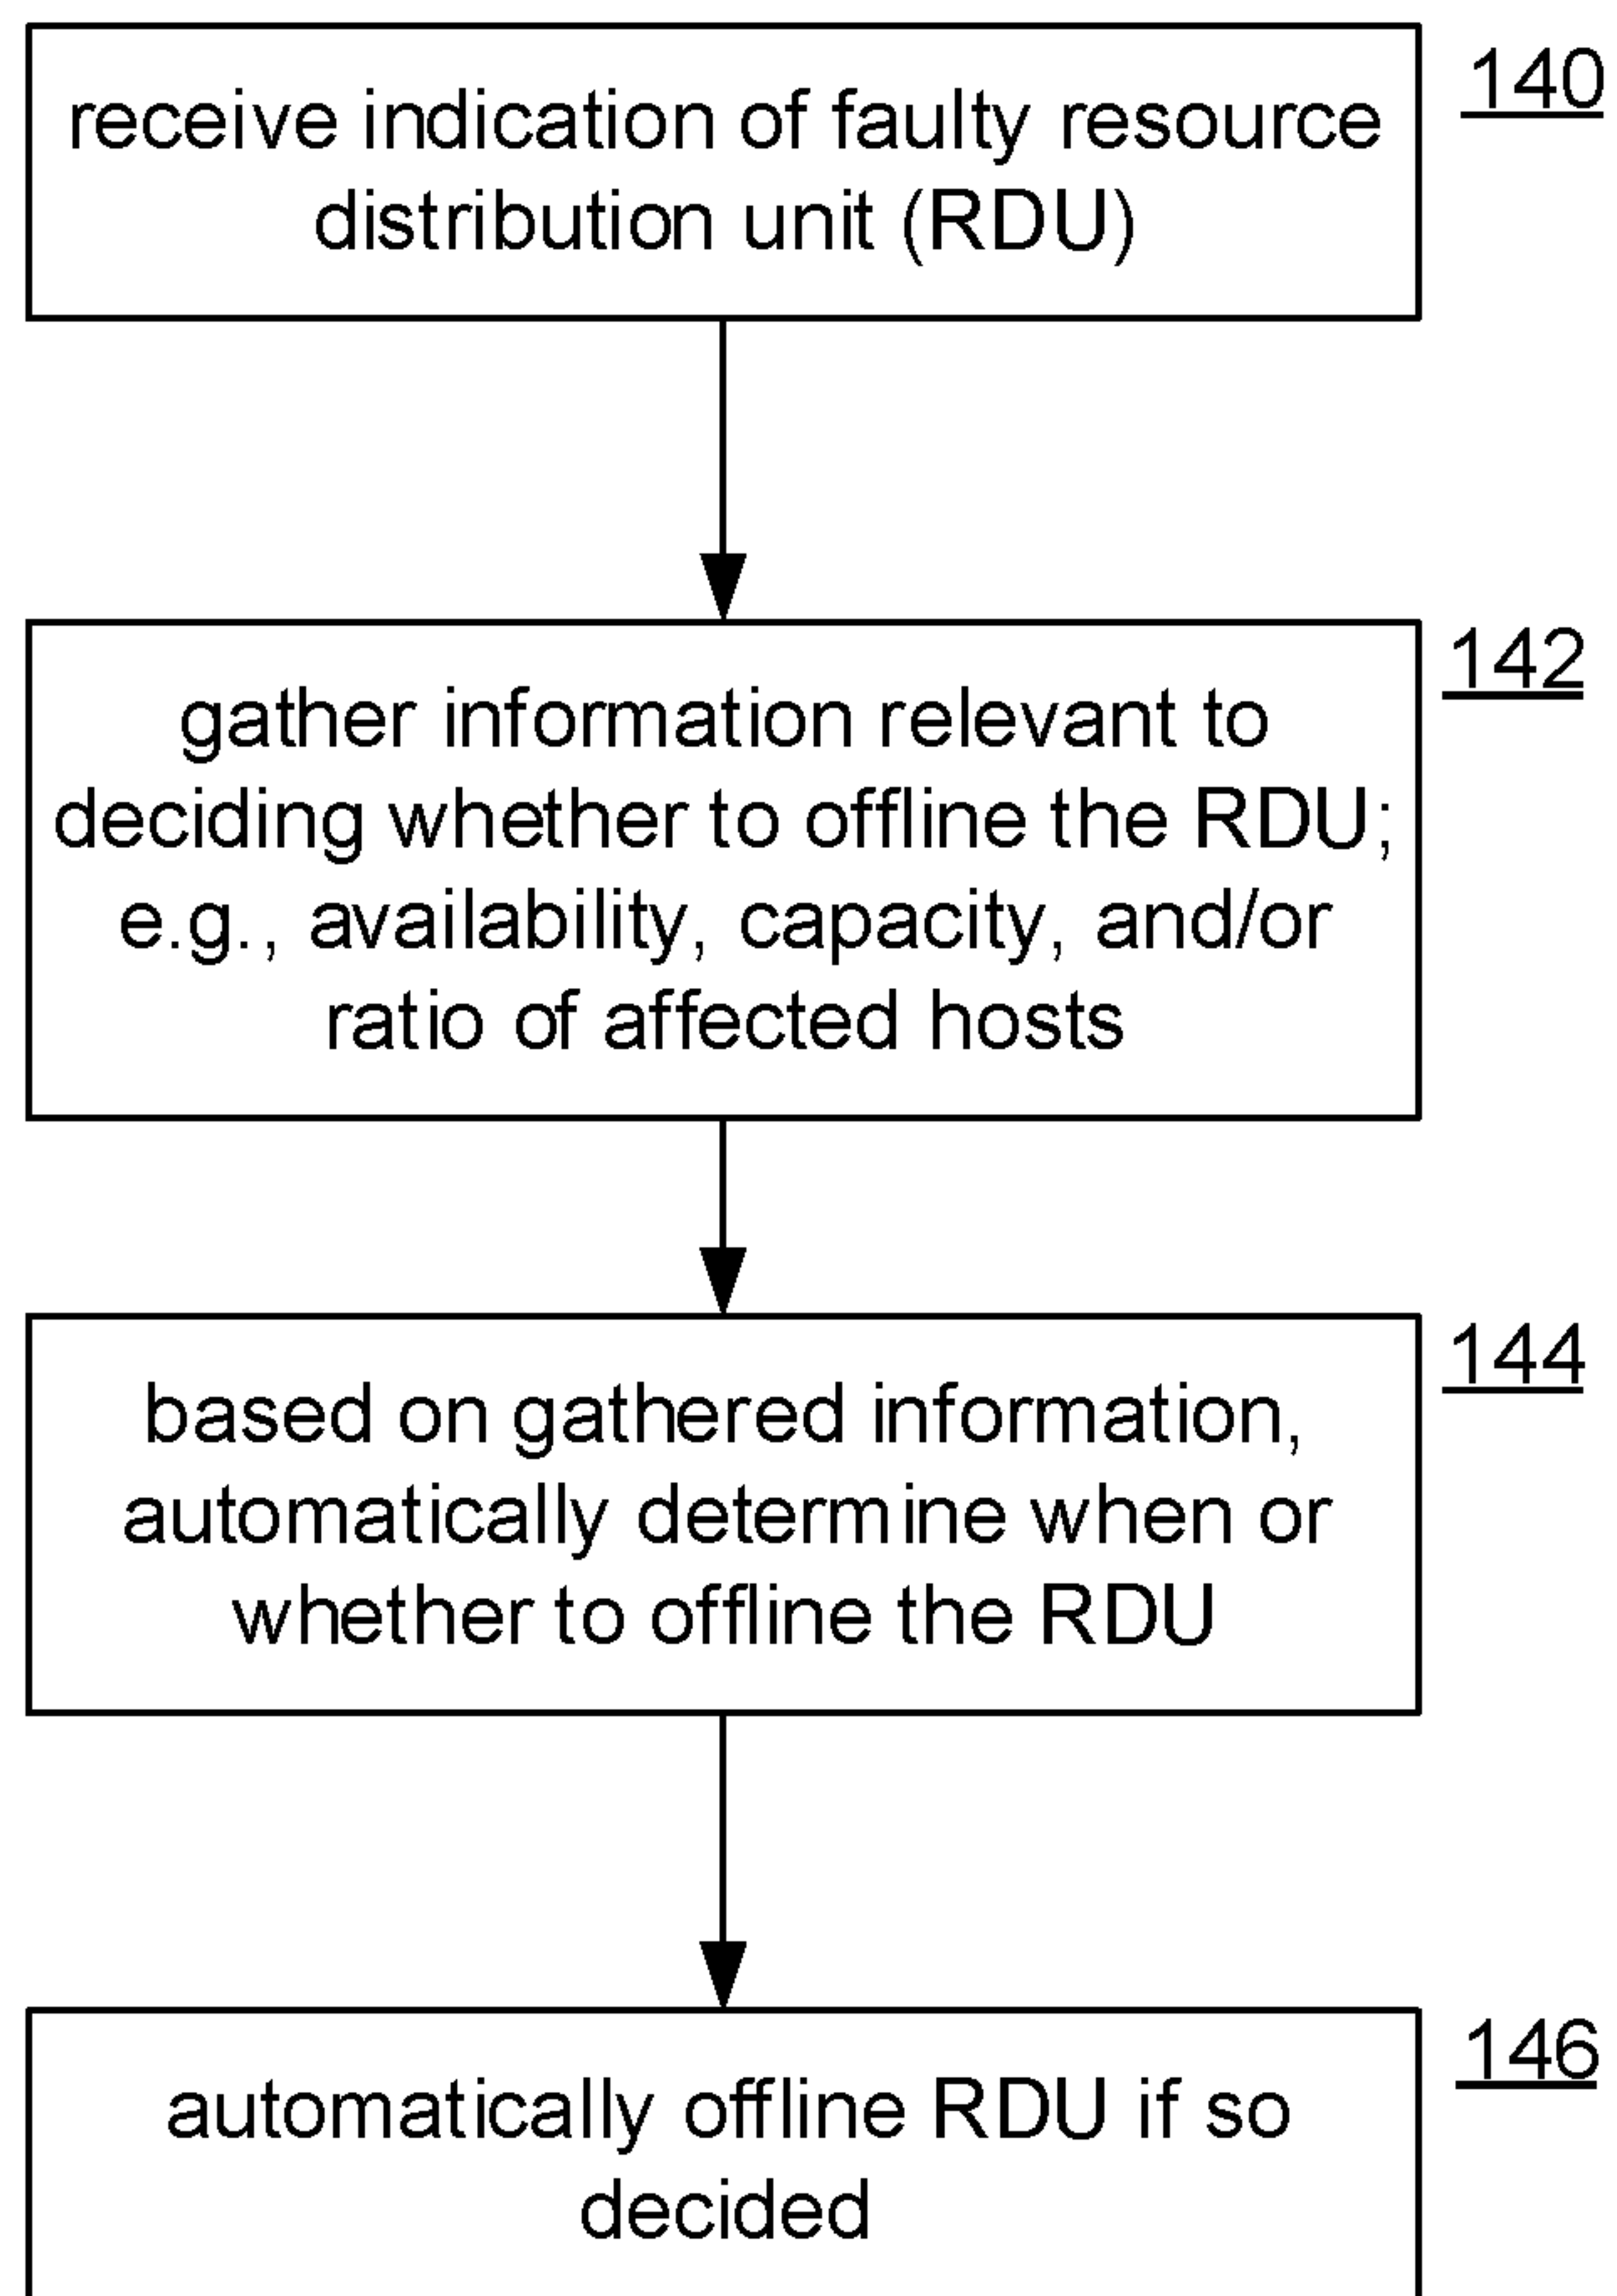 receive indication of faulty resource
distribution unit (RDU)
140
gather information relevant to
deciding whether to offline the RDU;
e.g., availability, capacity, and/or
ratio of affected hosts
142
based on gathered information,
automatically determine when or
whether to offline the RDU
144
automatically offline RDU if so
decided
146